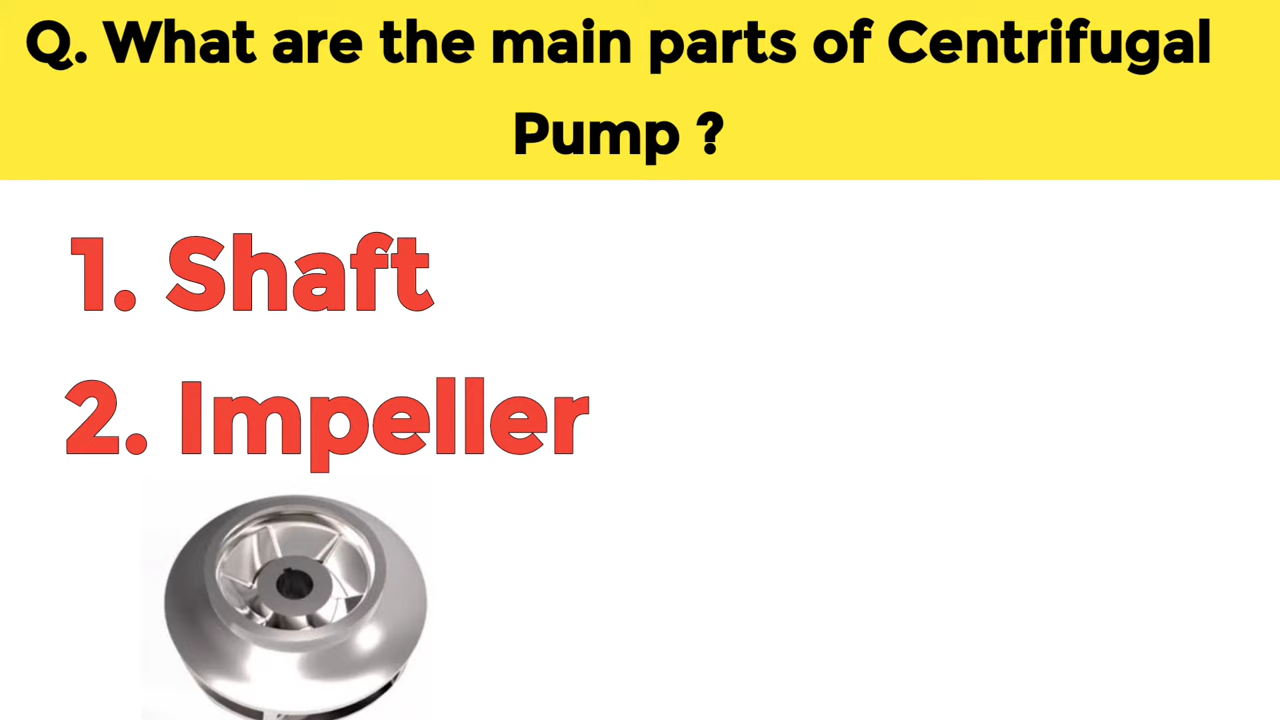 Q. What are the main parts of Centrifugal
Pump ?
1. Shaft
2. Impeller